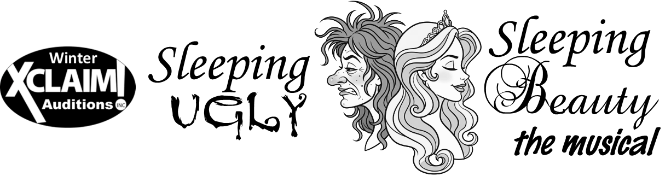 Winter
XCLAIM!
Auditions INC
Sleeping
UGLY
Sleeping
Beauty
the musical